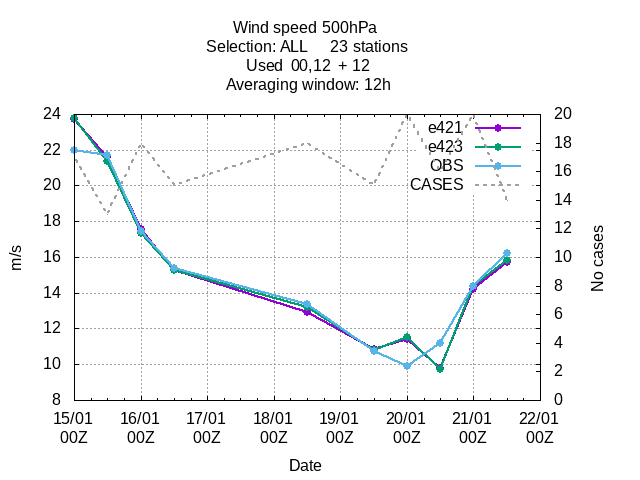 Wind speed 500hPa
Selection: ALL 23 stations
Used 00,12 + 12
Averaging window: 12h
24 20
22 18
20 16
18 14
16 12
14 10
12 8
10 6
8 4
2
0
e421
e423
OBS
CASES
m/s
No cases
15/01 16/01 17/01 18/01 19/01 20/01 21/01 22/01
00Z 00Z 00Z 00Z 00Z 00Z 00Z 00Z
Date